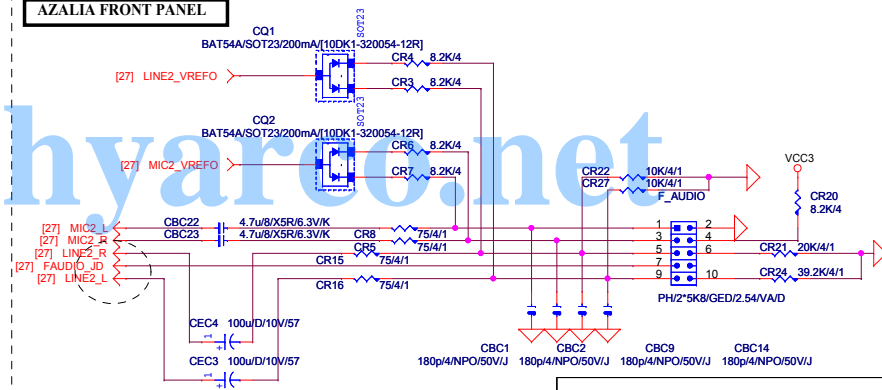 AZALIA FRONT PANEL
CQ1
BAT54A/SOT23/200mA/[10DK1-320054-12R]
SOT23
CR4 8.2K/4
[27] LINE2_VREFO
CR3 8.2K/4
CQ2
BAT54A/SOT23/200mA/[10DK1-320054-12R]
SOT23
CR6 8.2K/4
[27] MIC2_VREFO
CR7 8.2K/4
hyarco.net
VCC3
CR22 10K/4/1
CR27 10K/4/1
F_AUDIO
CR20
8.2K/4
[27] MIC2_L CBC22 4.7u/8/X5R/6.3V/K
[27] MIC2_R CBC23 4.7u/8/X5R/6.3V/K CR8 75/4/1
[27] LINE2_R CR5 75/4/1
[27] FAUDIO_JD CR15 75/4/1
[27] LINE2_L CR16 75/4/1
1 2
3 4
5 6 CR21 20K/4/1
7
9 10 CR24 39.2K/4/1
PH/2*5K8/GED/2.54/VA/D
CEC4 100u/D/10V/57
1
CEC3 100u/D/10V/57
1
CBC1 CBC2 CBC9 CBC14
180p/4/NPO/50V/J 180p/4/NPO/50V/J 180p/4/NPO/50V/J 180p/4/NPO/50V/J